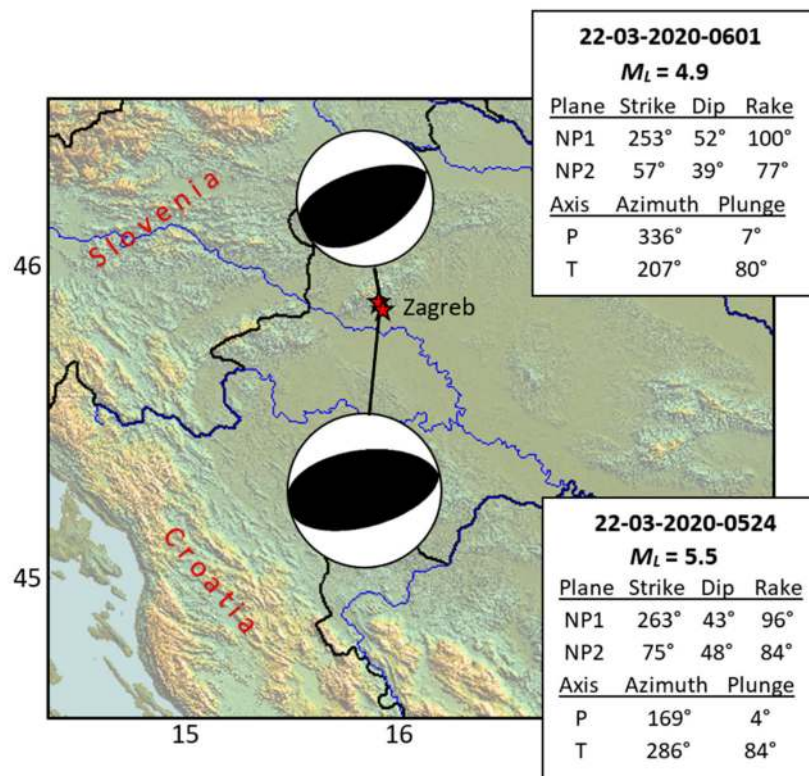 22-03-2020-0601
ML = 4.9
Plane Strike Dip Rake
NP1 253° 52° 100°
NP2 57° 39° 77°
Axis Azimuth Plunge
P 336° 7°
T 207° 80°
Slovenia
46
Zagreb
Croatia
45
15 16
22-03-2020-0524
ML = 5.5
Plane Strike Dip Rake
NP1 263° 43° 96°
NP2 75° 48° 84°
Axis Azimuth Plunge
P 169° 4°
T 286° 84°